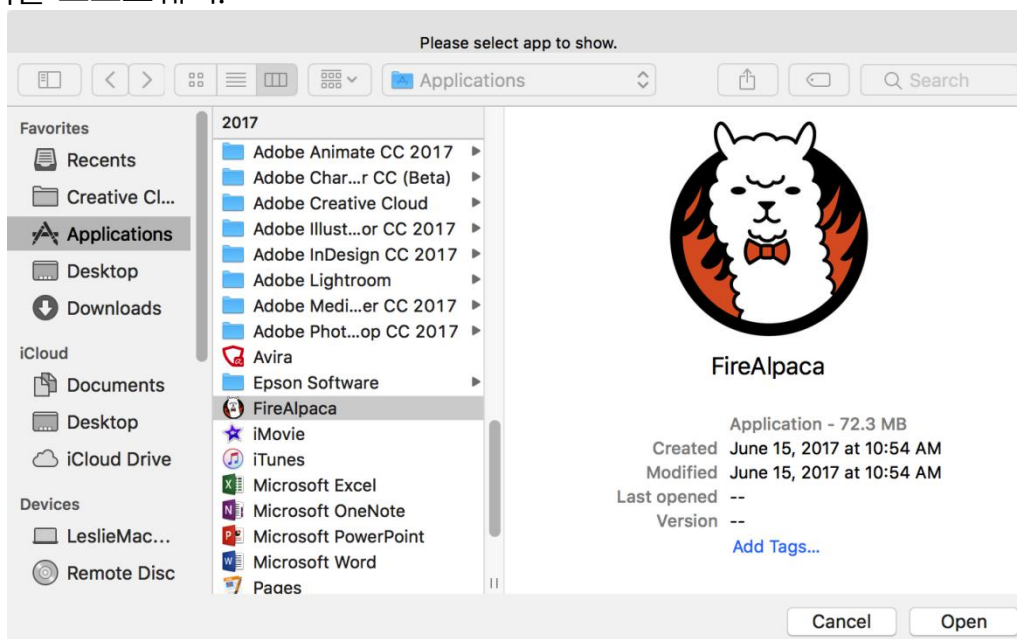 Please select app to show.
Applications
Search
Favorites
Recents
Creative Cl...
Applications
Desktop
Downloads
iCloud
Documents
Desktop
iCloud Drive
Devices
LeslieMac...
Remote Disc
2017
Adobe Animate CC 2017
Adobe Char...r CC (Beta)
Adobe Creative Cloud
Adobe Illust...or CC 2017
Adobe InDesign CC 2017
Adobe Lightroom
Adobe Medi...er CC 2017
Adobe Phot...op CC 2017
Avira
Epson Software
FireAlpaca
iMovie
iTunes
Microsoft Excel
Microsoft OneNote
Microsoft PowerPoint
Microsoft Word
Pages
FireAlpaca
Application - 72.3 MB
Created June 15, 2017 at 10:54 AM
Modified June 15, 2017 at 10:54 AM
Last opened --
Version --
Add Tags...
Cancel
Open